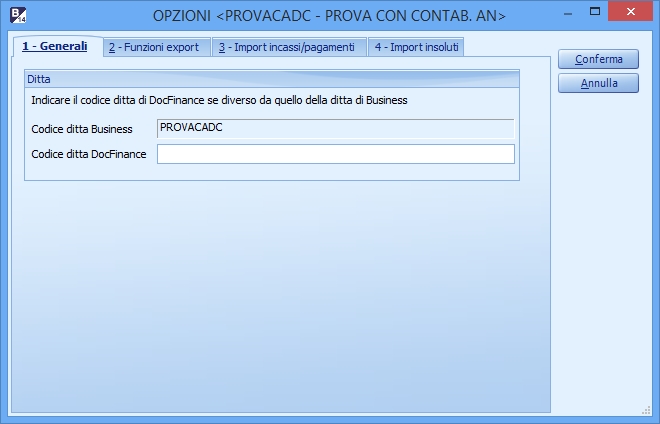 B
14
OPZIONI <PROVACADC - PROVA CON CONTAB. AN>
1 - Generali
2 - Funzioni export
3 - Import incassi/pagamenti
4 - Import insoluti
Conferma
Annulla
Ditta
Indicare il codice ditta di DocFinance se diverso da quello della ditta di Business
Codice ditta Business
PROVACADC
Codice ditta DocFinance